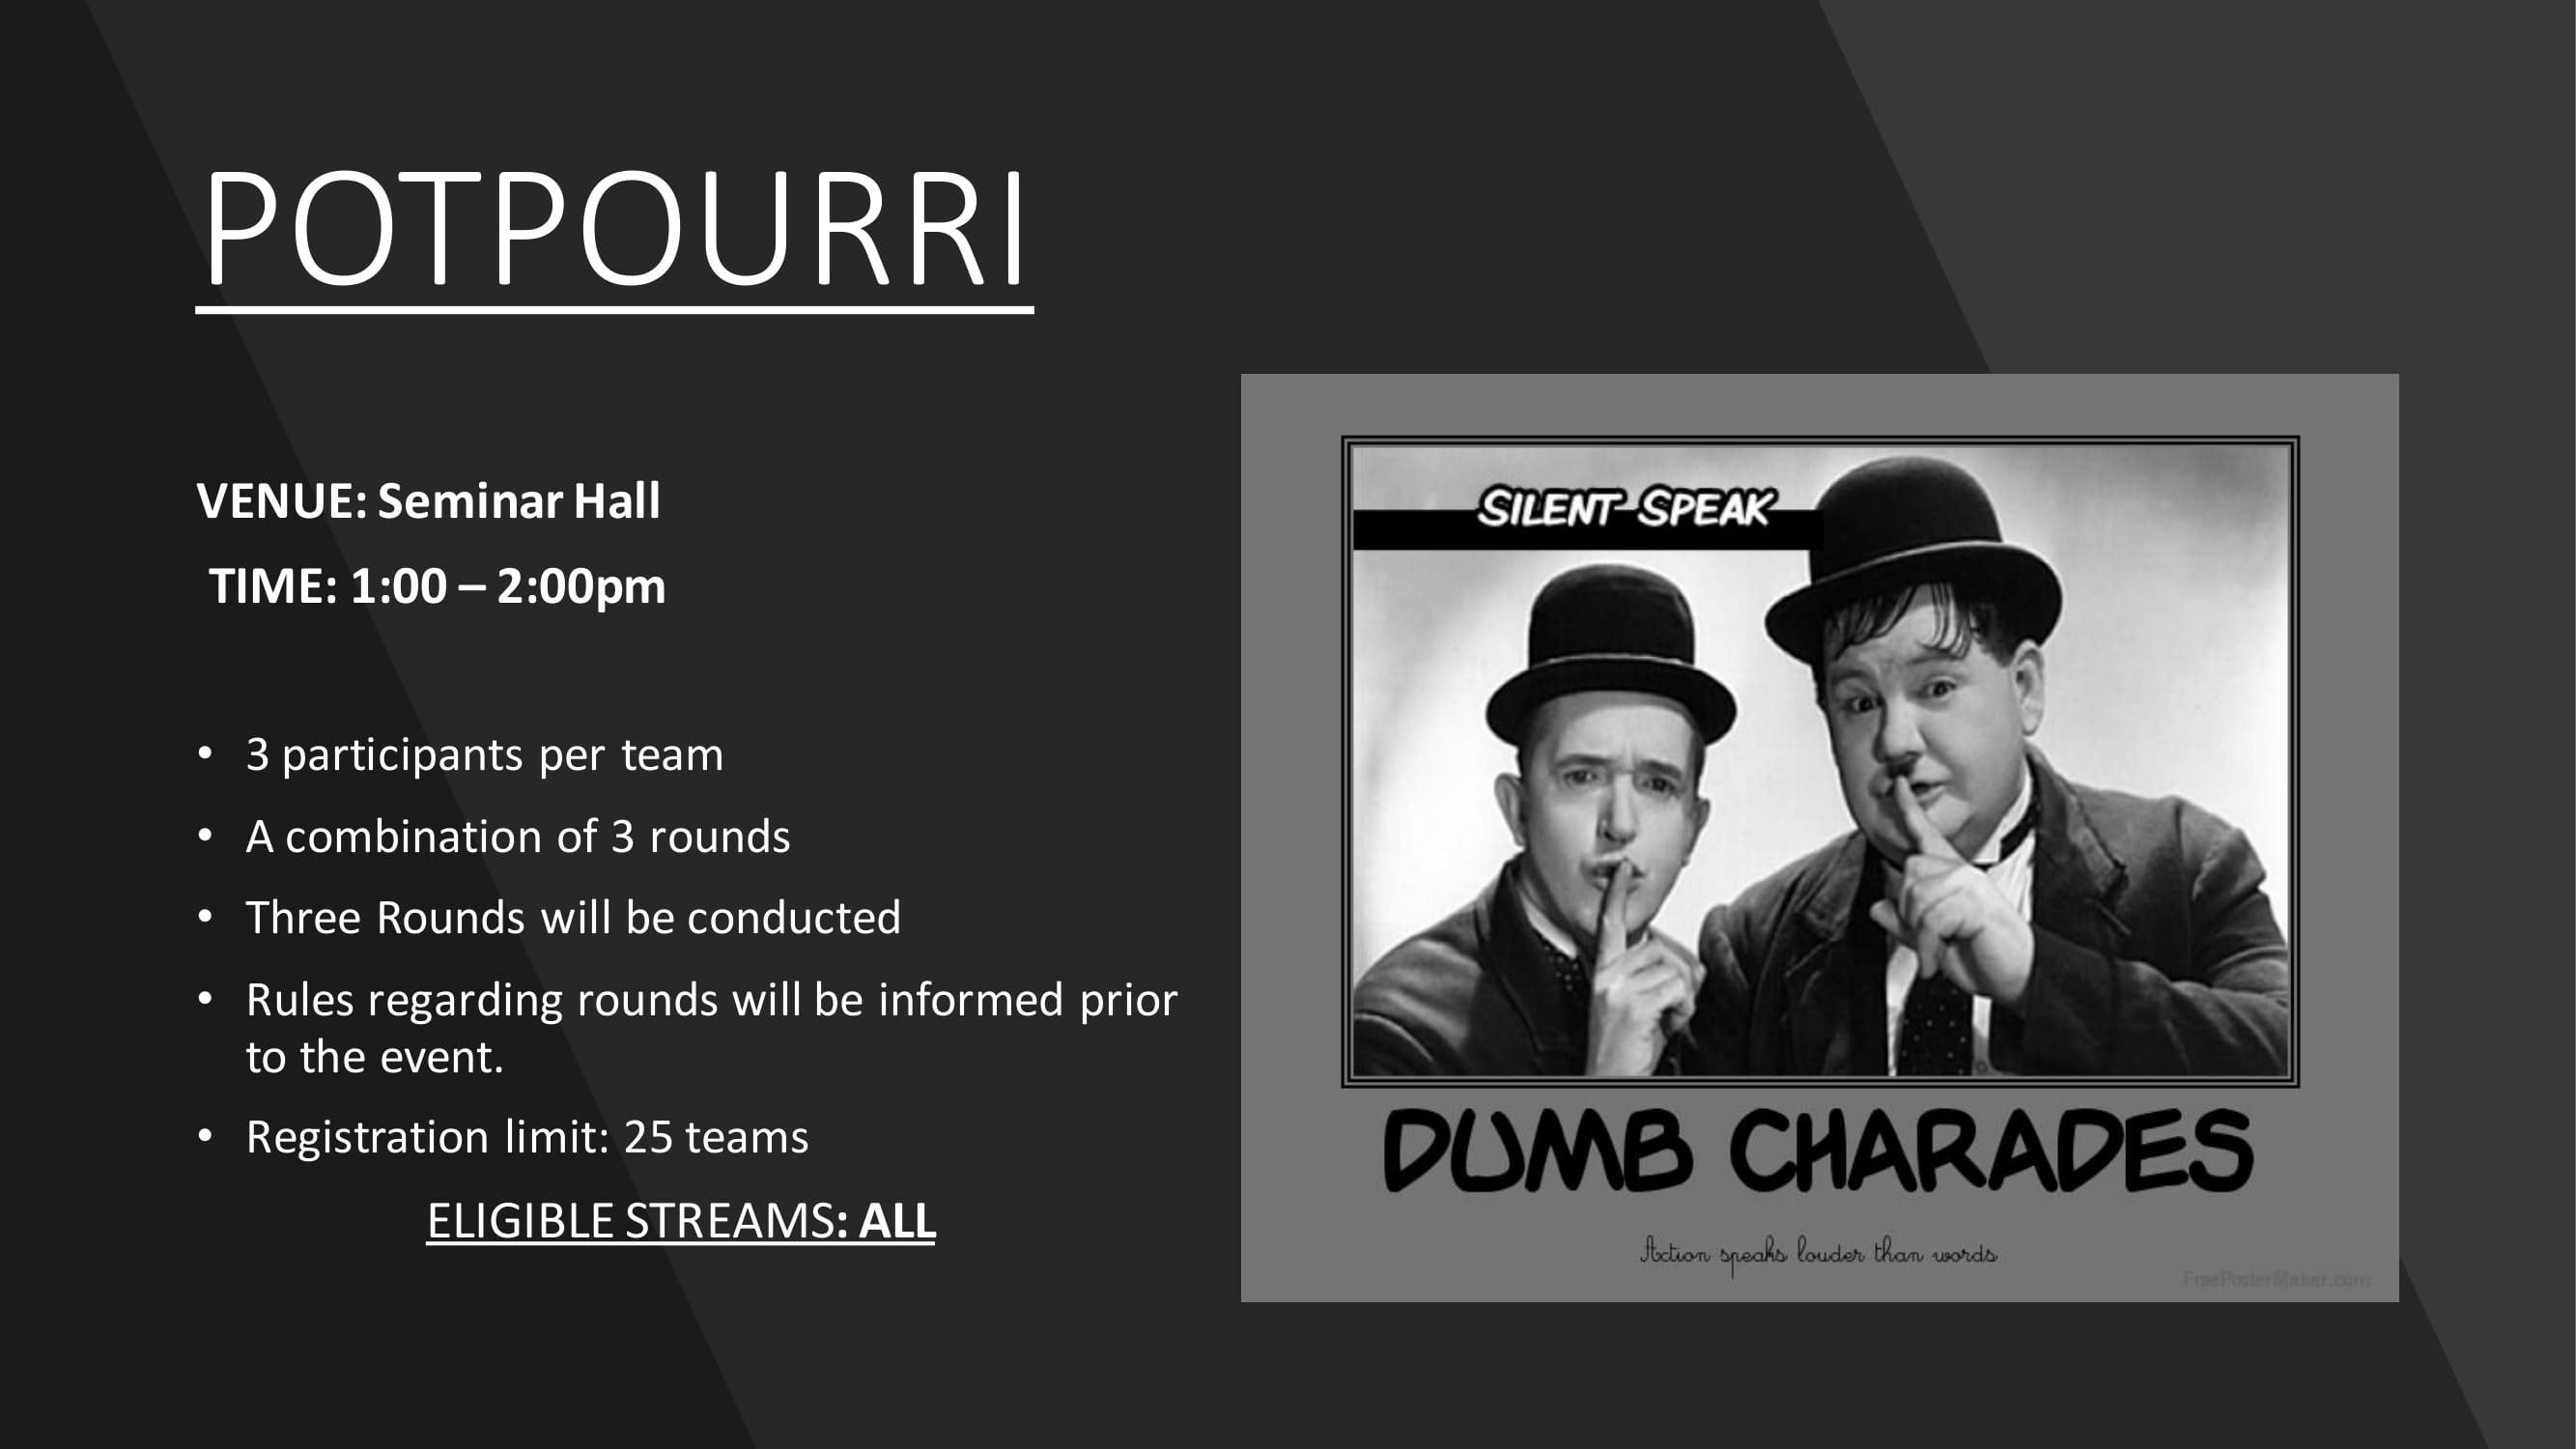 POTPOURRI
VENUE: Seminar Hall
TIME: 1:00 – 2:00pm
• 3 participants per team
• A combination of 3 rounds
• Three Rounds will be conducted
• Rules regarding rounds will be informed prior
to the event.
• Registration limit: 25 teams
ELIGIBLE STREAMS: ALL
SILENT SPEAK
DUMB CHARADES
Action speaks louder than words
FreePosterMaker.com